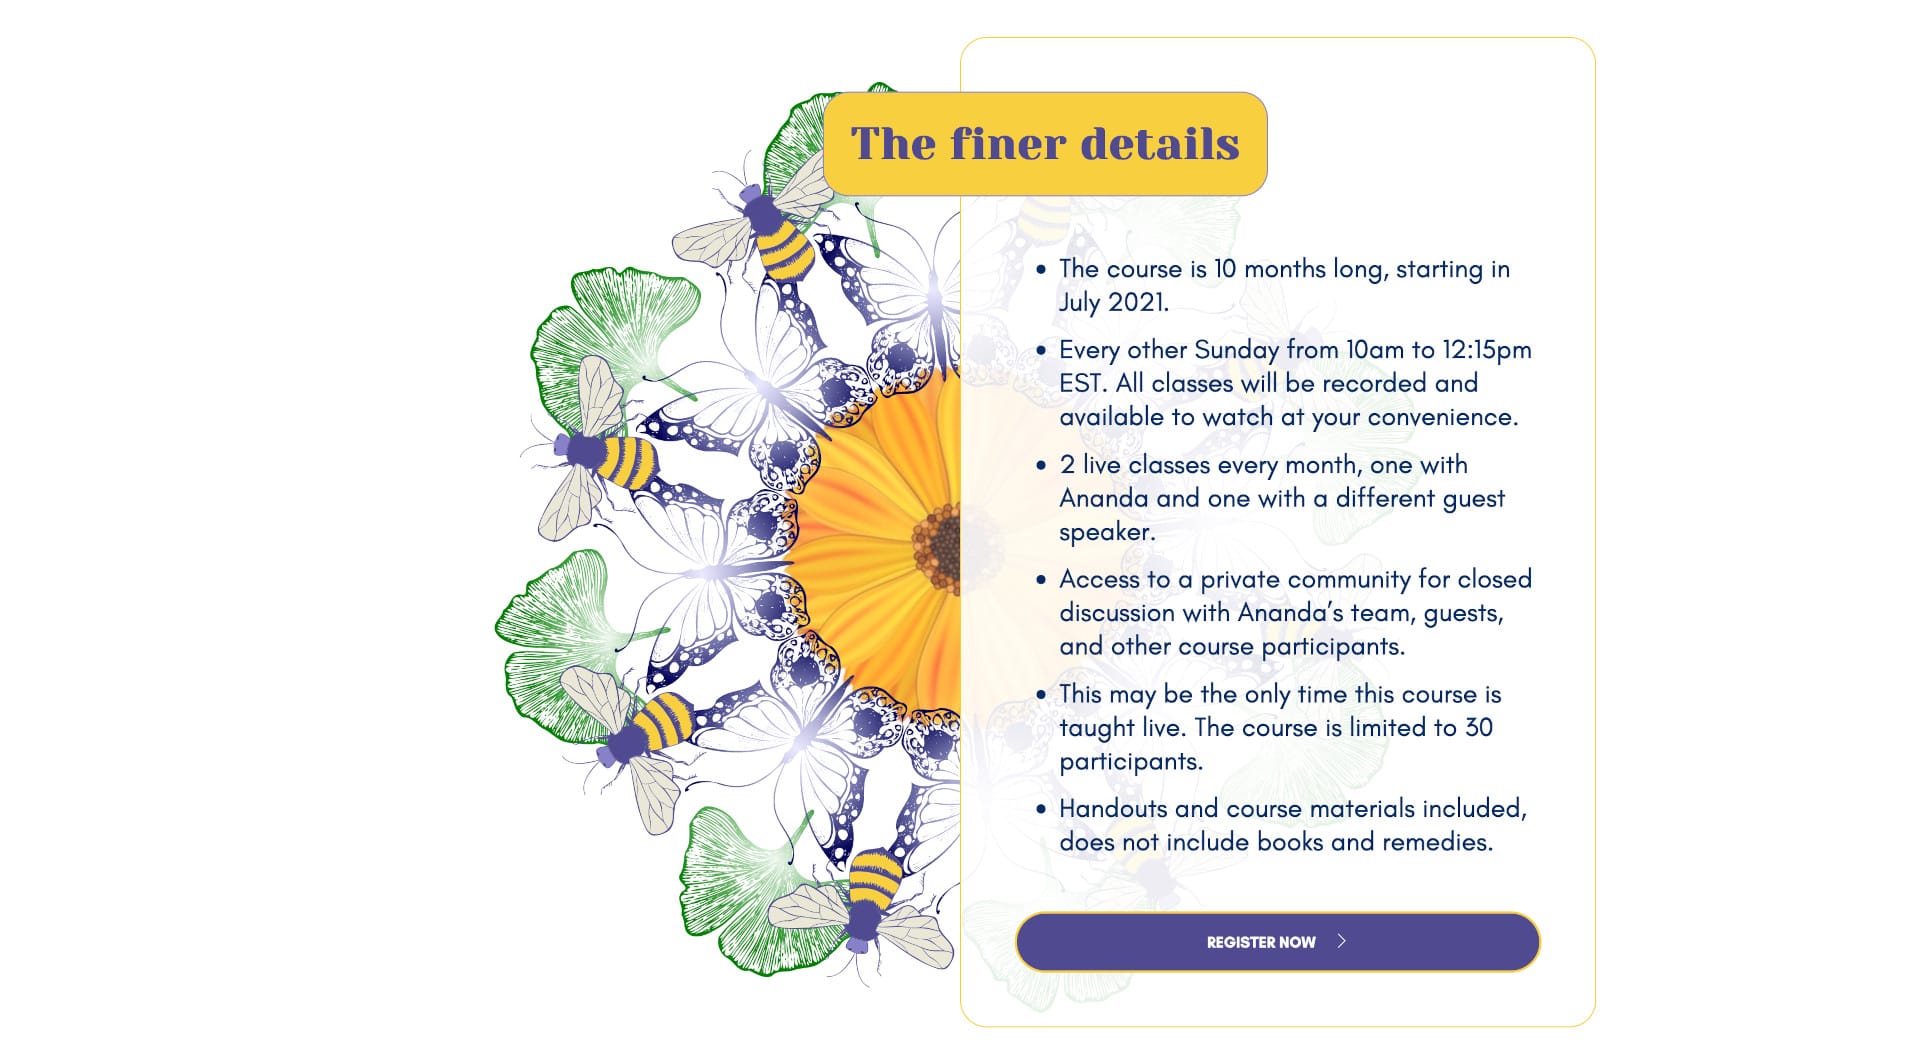 The finer details
• The course is 10 months long, starting in
July 2021.
• Every other Sunday from 10am to 12:15pm
EST. All classes will be recorded and
available to watch at your convenience.
• 2 live classes every month, one with
Ananda and one with a different guest
speaker.
• Access to a private community for closed
discussion with Ananda’s team, guests,
and other course participants.
• This may be the only time this course is
taught live. The course is limited to 30
participants.
• Handouts and course materials included,
does not include books and remedies.
REGISTER NOW